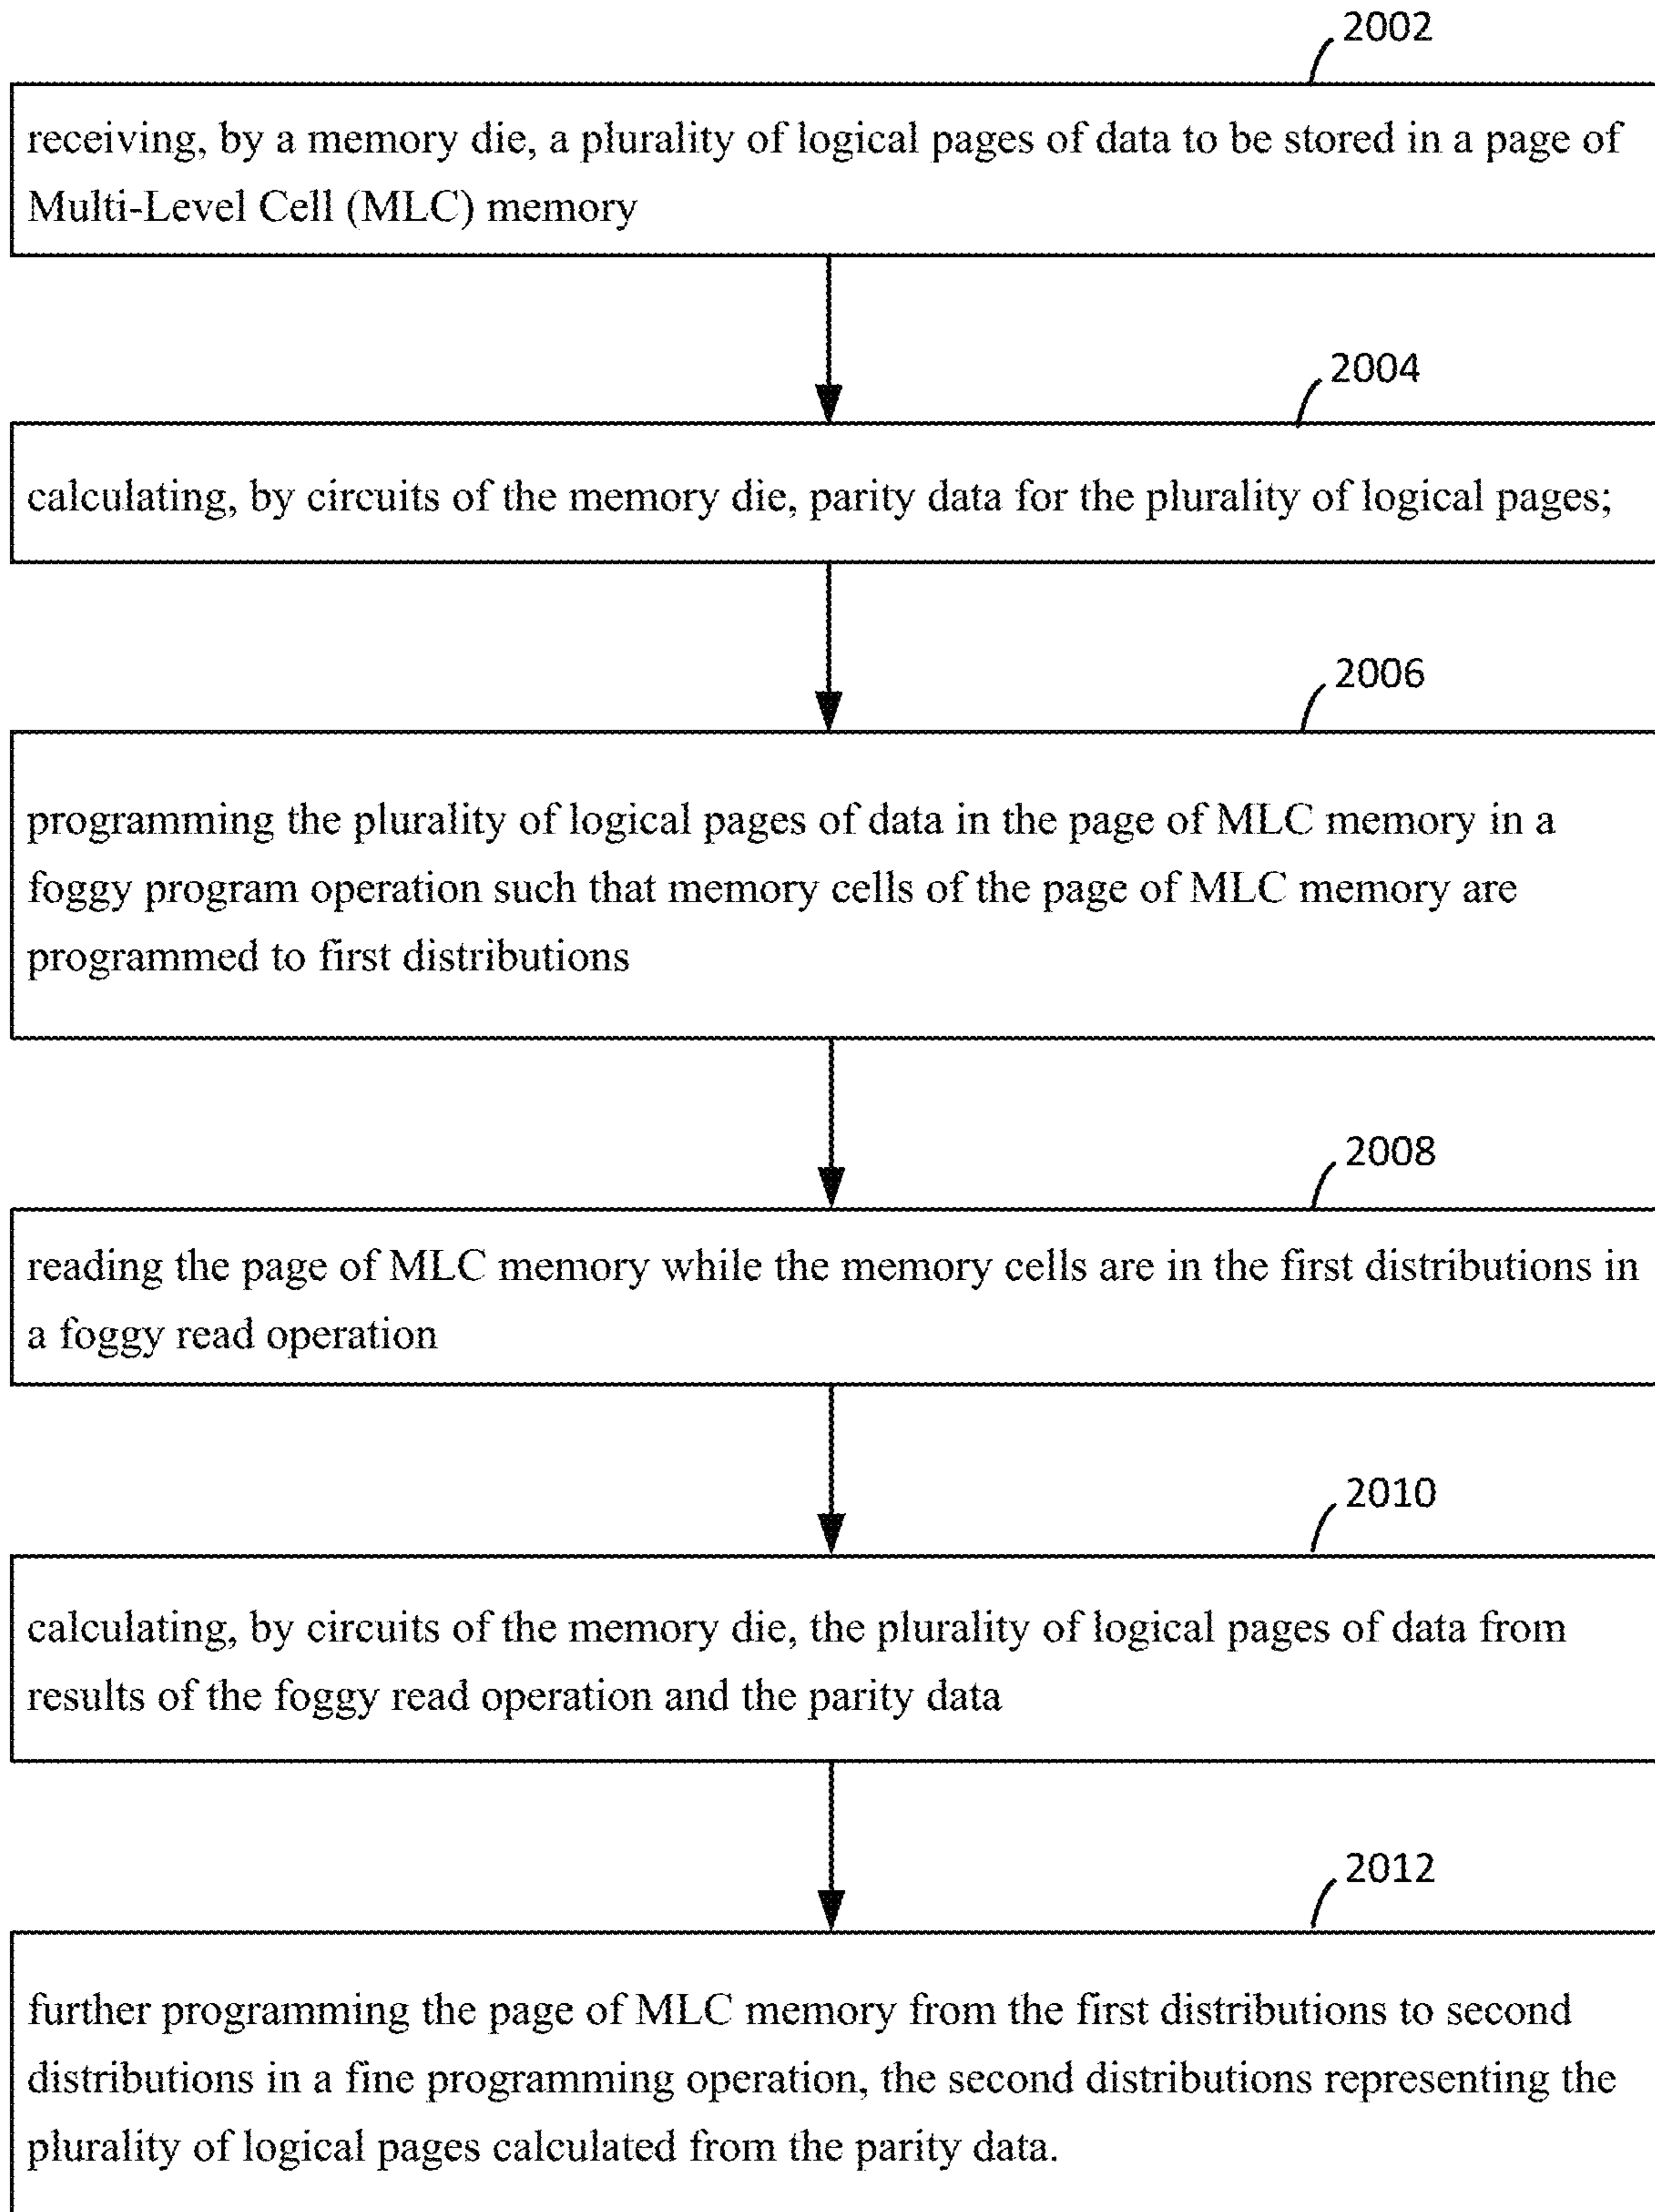 2002
receiving, by a memory die, a plurality of logical pages of data to be stored in a page of
Multi-Level Cell (MLC) memory
2004
calculating, by circuits of the memory die, parity data for the plurality of logical pages;
2006
programming the plurality of logical pages of data in the page of MLC memory in a
foggy program operation such that memory cells of the page of MLC memory are
programmed to first distributions
2008
reading the page of MLC memory while the memory cells are in the first distributions in
a foggy read operation
2010
calculating, by circuits of the memory die, the plurality of logical pages of data from
results of the foggy read operation and the parity data
2012
further programming the page of MLC memory from the first distributions to second
distributions in a fine programming operation, the second distributions representing the
plurality of logical pages calculated from the parity data.